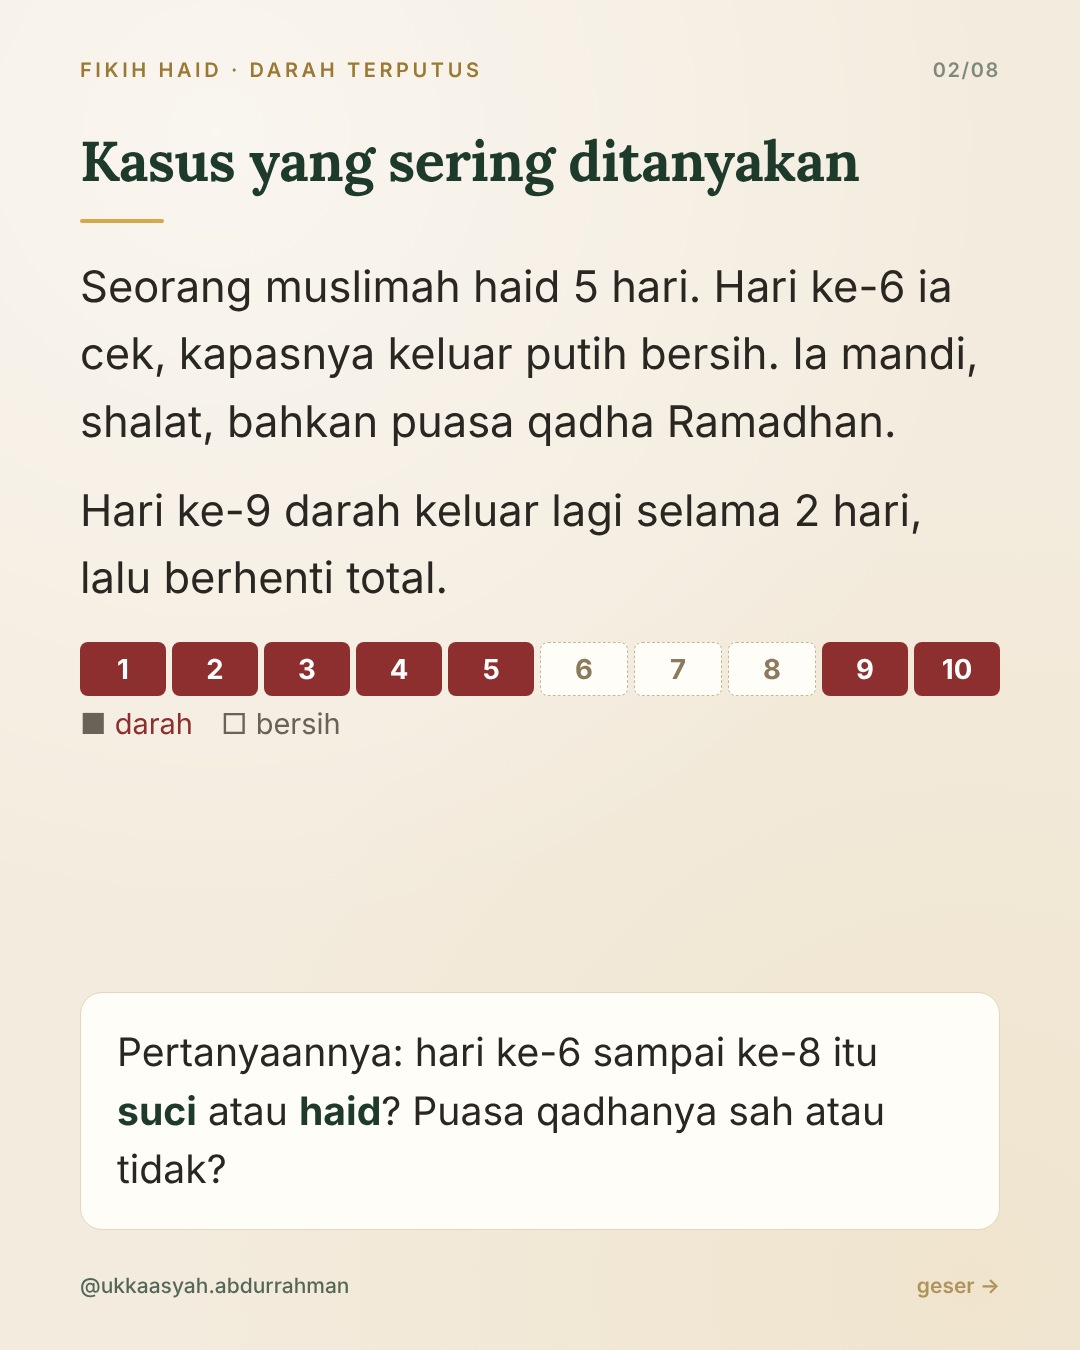 FIKIH HAID · DARAH TERPUTUS
02/08
Kasus yang sering ditanyakan
Seorang muslimah haid 5 hari. Hari ke-6 ia
cek, kapasnya keluar putih bersih. Ia mandi,
shalat, bahkan puasa qadha Ramadhan.
Hari ke-9 darah keluar lagi selama 2 hari,
lalu berhenti total.
1 2 3 4 5 6 7 8 9 10
■ darah □ bersih
Pertanyaannya: hari ke-6 sampai ke-8 itu
suci atau haid? Puasa qadhanya sah atau
tidak?
@ukkaasyah.abdurrahman
geser →